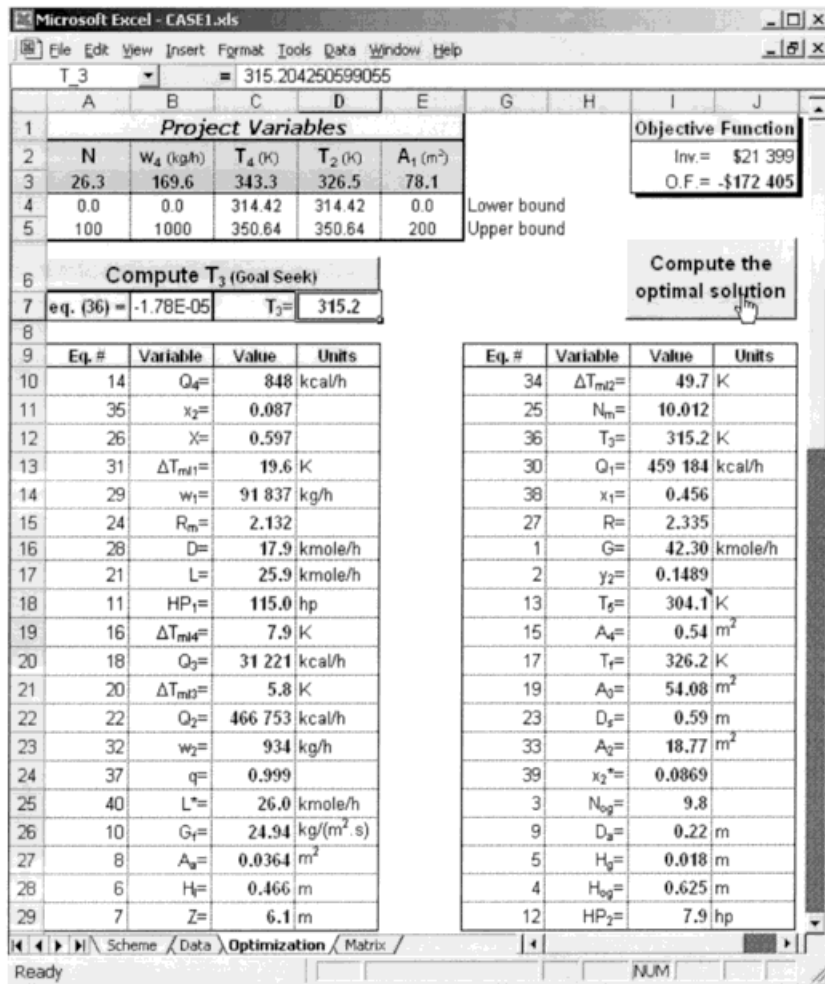 Microsoft Excel - CASE1.xls
File Edit View Insert Format Tools Data Window Help
T_3 = 315.204250599055
A B C D E G H I J
1 Project Variables Objective Function
2 N W₄ (kg/h) T₄ (K) T₂ (K) A₁ (m²) Inv.= $21 399
3 26.3 169.6 343.3 326.5 78.1 O.F.= -$172 405
4 0.0 0.0 314.42 314.42 0.0 Lower bound
5 100 1000 350.64 350.64 200 Upper bound
6 Compute T₃ (Goal Seek) Compute the optimal solution
7 eq. (36) = -1.78E-05 T₃= 315.2
8
9 Eq. # Variable Value Units Eq. # Variable Value Units
10 14 Q₄= 848 kcal/h 34 ΔTml2= 49.7 K
11 35 x₂= 0.087 25 Nm= 10.012
12 26 X= 0.597 36 T₃= 315.2 K
13 31 ΔTml1= 19.6 K 30 Q₁= 459 184 kcal/h
14 29 w₁= 91 837 kg/h 38 x₁= 0.456
15 24 Rm= 2.132 27 R= 2.335
16 28 D= 17.9 kmole/h 1 G= 42.30 kmole/h
17 21 L= 25.9 kmole/h 2 y₂= 0.1489
18 11 HP₁= 115.0 hp 13 T₅= 304.1 K
19 16 ΔTml4= 7.9 K 15 A₄= 0.54 m²
20 18 Q₃= 31 221 kcal/h 17 Tf= 326.2 K
21 20 ΔTml3= 5.8 K 19 A₃= 54.08 m²
22 22 Q₂= 466 753 kcal/h 23 Ds= 0.59 m
23 32 w₂= 934 kg/h 33 A₂= 18.77 m²
24 37 q= 0.999 39 x₂*= 0.0869
25 40 L*= 26.0 kmole/h 3 Nog= 9.8
26 10 Gf= 24.94 kg/(m².s) 9 Da= 0.22 m
27 8 Aa= 0.0364 m² 5 Hg= 0.018 m
28 6 Hl= 0.466 m 4 Hog= 0.625 m
29 7 Z= 6.1 m 12 HP₂= 7.9 hp
Scheme Data Optimization Matrix
Ready NUM